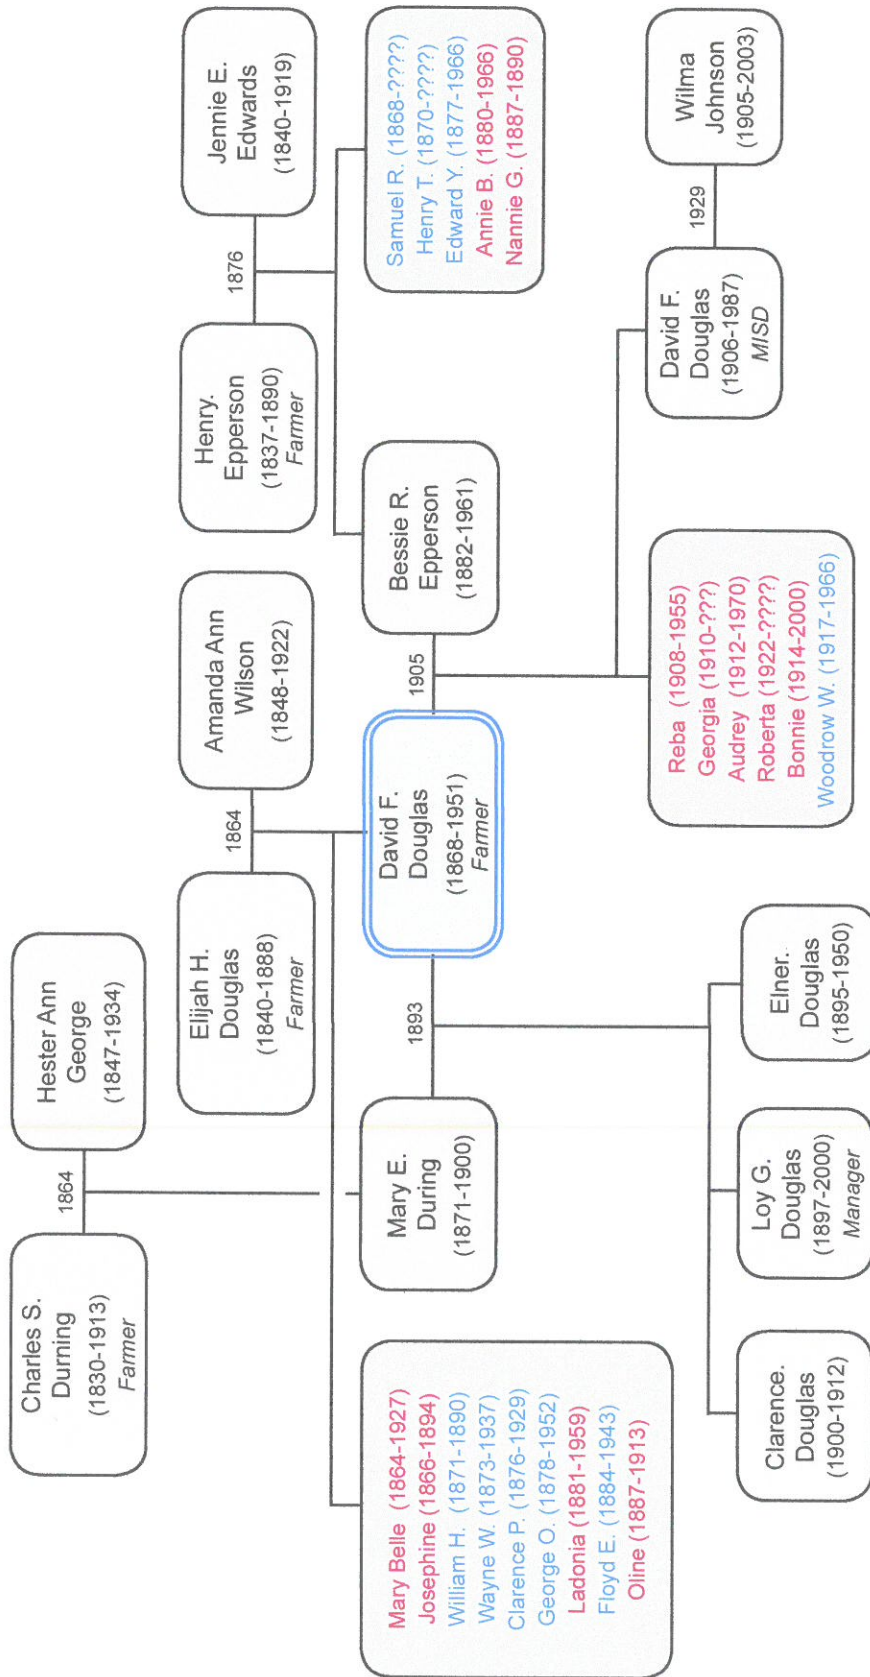 Charles S.
Durning
(1830-1913)
Farmer
1864
Hester Ann
George
(1847-1934)
Elijah H.
Douglas
(1840-1888)
Farmer
1864
Amanda Ann
Wilson
(1848-1922)
Henry.
Epperson
(1837-1890)
Farmer
1876
Jennie E.
Edwards
(1840-1919)
Mary Belle (1864-1927)
Josephine (1866-1894)
William H. (1871-1890)
Wayne W. (1873-1937)
Clarence P. (1876-1929)
George O. (1878-1952)
Ladonia (1881-1959)
Floyd E. (1884-1943)
Oline (1887-1913)
Mary E.
During
(1871-1900)
1893
David F.
Douglas
(1868-1951)
Farmer
1905
Bessie R.
Epperson
(1882-1961)
Samuel R. (1868-????)
Henry T. (1870-????)
Edward Y. (1877-1966)
Annie B. (1880-1966)
Nannie G. (1887-1890)
Clarence.
Douglas
(1900-1912)
Loy G.
Douglas
(1897-2000)
Manager
Elner.
Douglas
(1895-1950)
Reba (1908-1955)
Georgia (1910-???)
Audrey (1912-1970)
Roberta (1922-????)
Bonnie (1914-2000)
Woodrow W. (1917-1966)
David F.
Douglas
(1906-1987)
MISD
1929
Wilma
Johnson
(1905-2003)